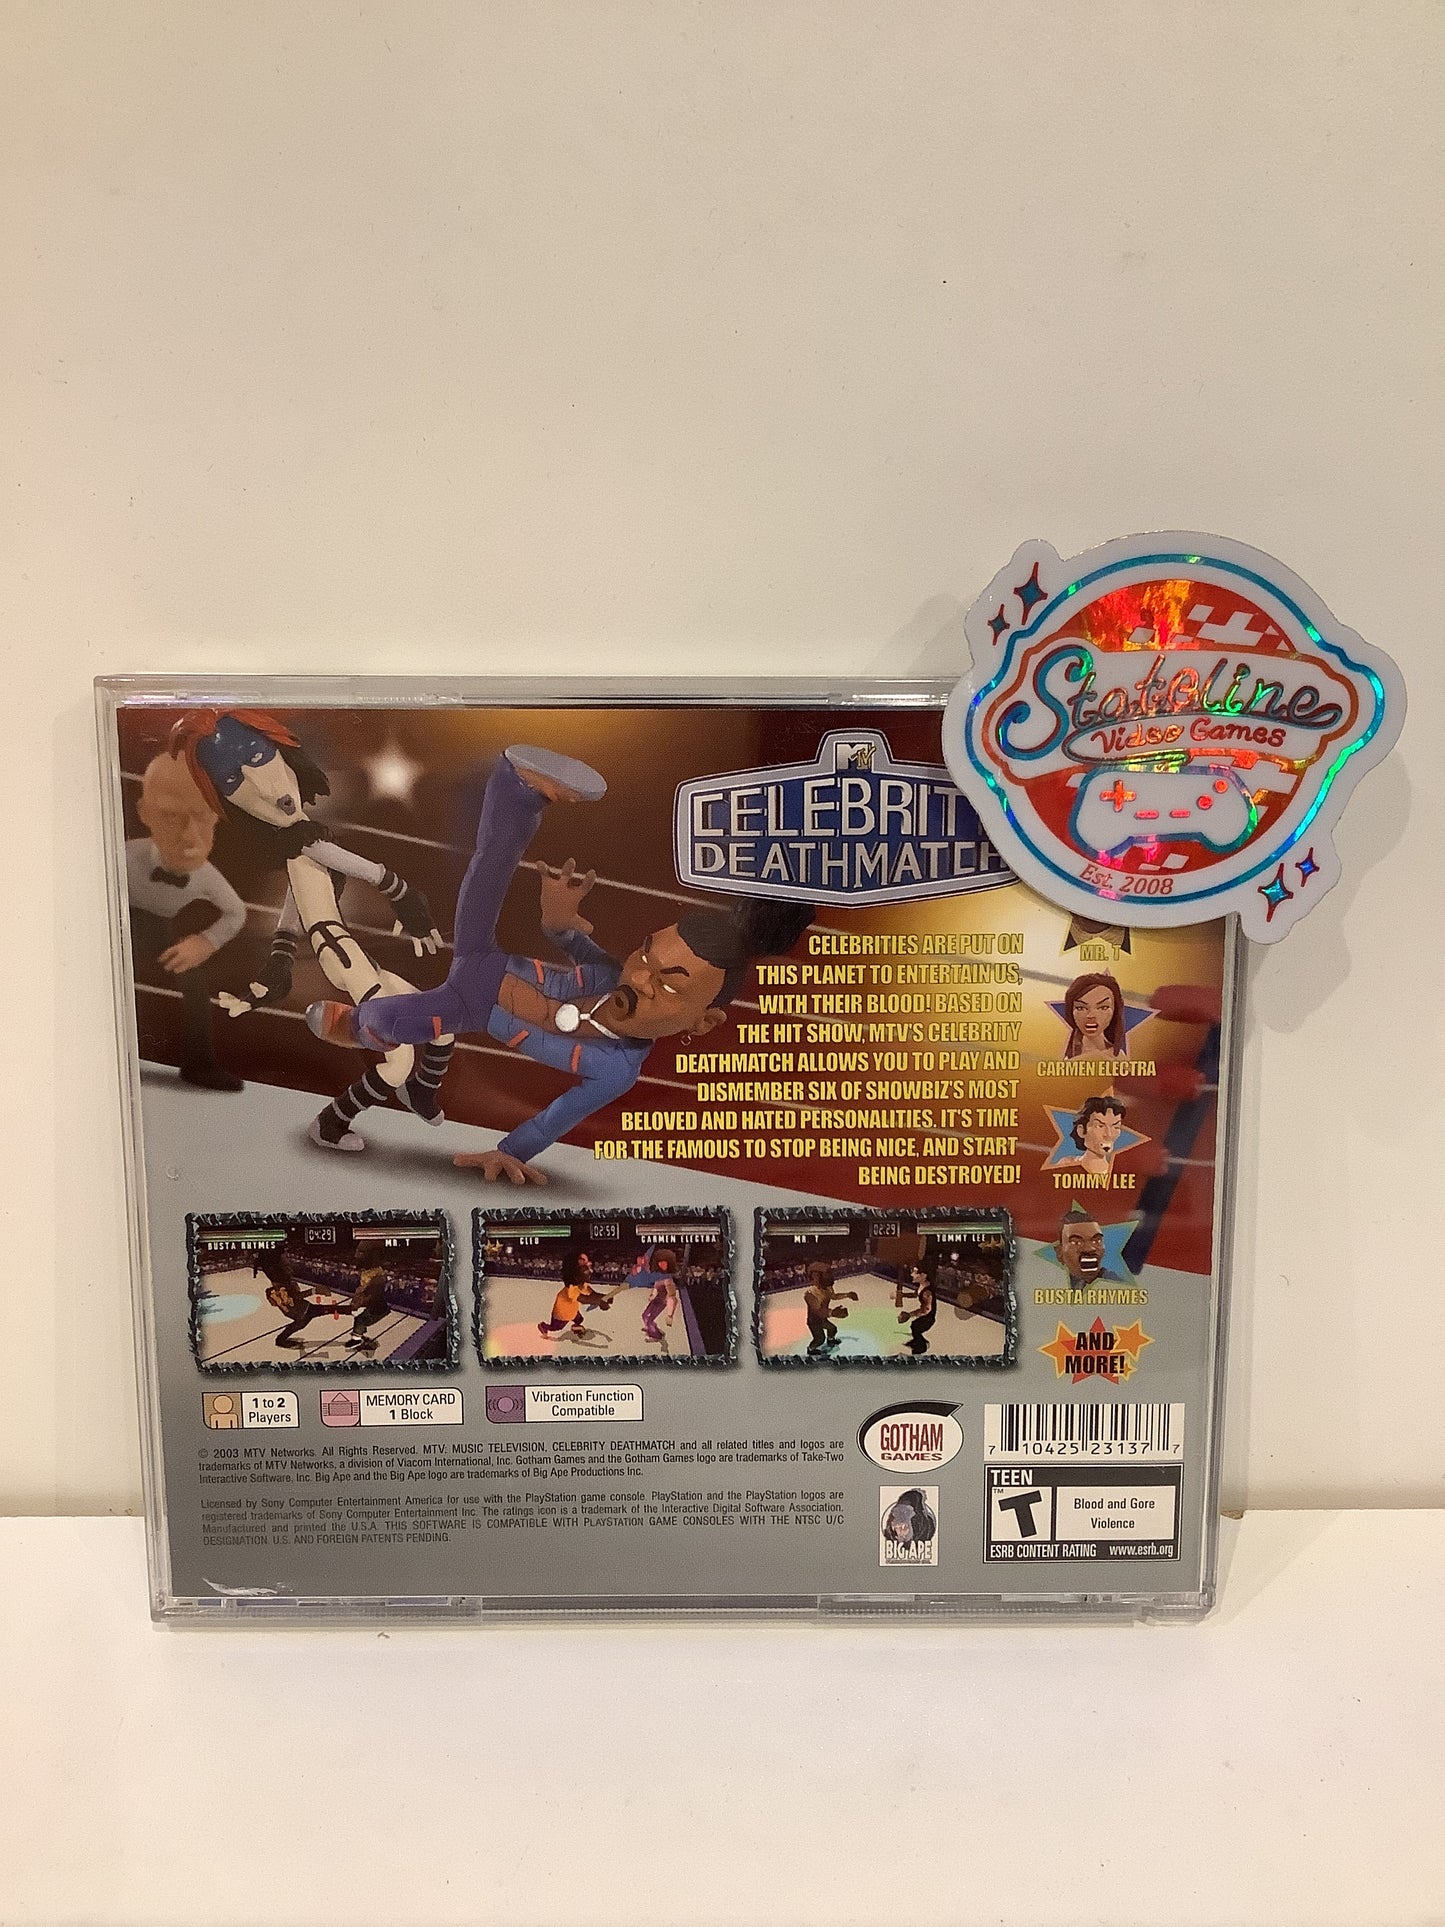 Stateline
Video Games
Est. 2008
MTV
CELEBRITY
DEATHMATCH
CELEBRITIES ARE PUT ON
THIS PLANET TO ENTERTAIN US,
WITH THEIR BLOOD! BASED ON
THE HIT SHOW, MTV'S CELEBRITY
DEATHMATCH ALLOWS YOU TO PLAY AND
DISMEMBER SIX OF SHOWBIZ'S MOST
BELOVED AND HATED PERSONALITIES. IT'S TIME
FOR THE FAMOUS TO STOP BEING NICE, AND START
BEING DESTROYED!
MR. T
CARMEN ELECTRA
TOMMY LEE
BUSTA RHYMES
AND
MORE!
BUSTA RHYMES 04:29 MR. T
CLEO 02:59 CARMEN ELECTRA
MR. T 02:29 TOMMY LEE
1 to 2
Players
MEMORY CARD
1 Block
Vibration Function
Compatible
© 2003 MTV Networks. All Rights Reserved. MTV: MUSIC TELEVISION, CELEBRITY DEATHMATCH and all related titles and logos are
trademarks of MTV Networks, a division of Viacom International, Inc. Gotham Games and the Gotham Games logo are trademarks of Take-Two
Interactive Software, Inc. Big Ape and the Big Ape logo are trademarks of Big Ape Productions Inc.
Licensed by Sony Computer Entertainment America for use with the PlayStation game console. PlayStation and the PlayStation logos are
registered trademarks of Sony Computer Entertainment Inc. The ratings icon is a trademark of the Interactive Digital Software Association.
Manufactured and printed the U.S.A. THIS SOFTWARE IS COMPATIBLE WITH PLAYSTATION GAME CONSOLES WITH THE NTSC U/C
DESIGNATION. U.S. AND FOREIGN PATENTS PENDING.
GOTHAM
GAMES
BIG APE
7 10425 23137 7
TEEN
T™
Blood and Gore
Violence
ESRB CONTENT RATING www.esrb.org